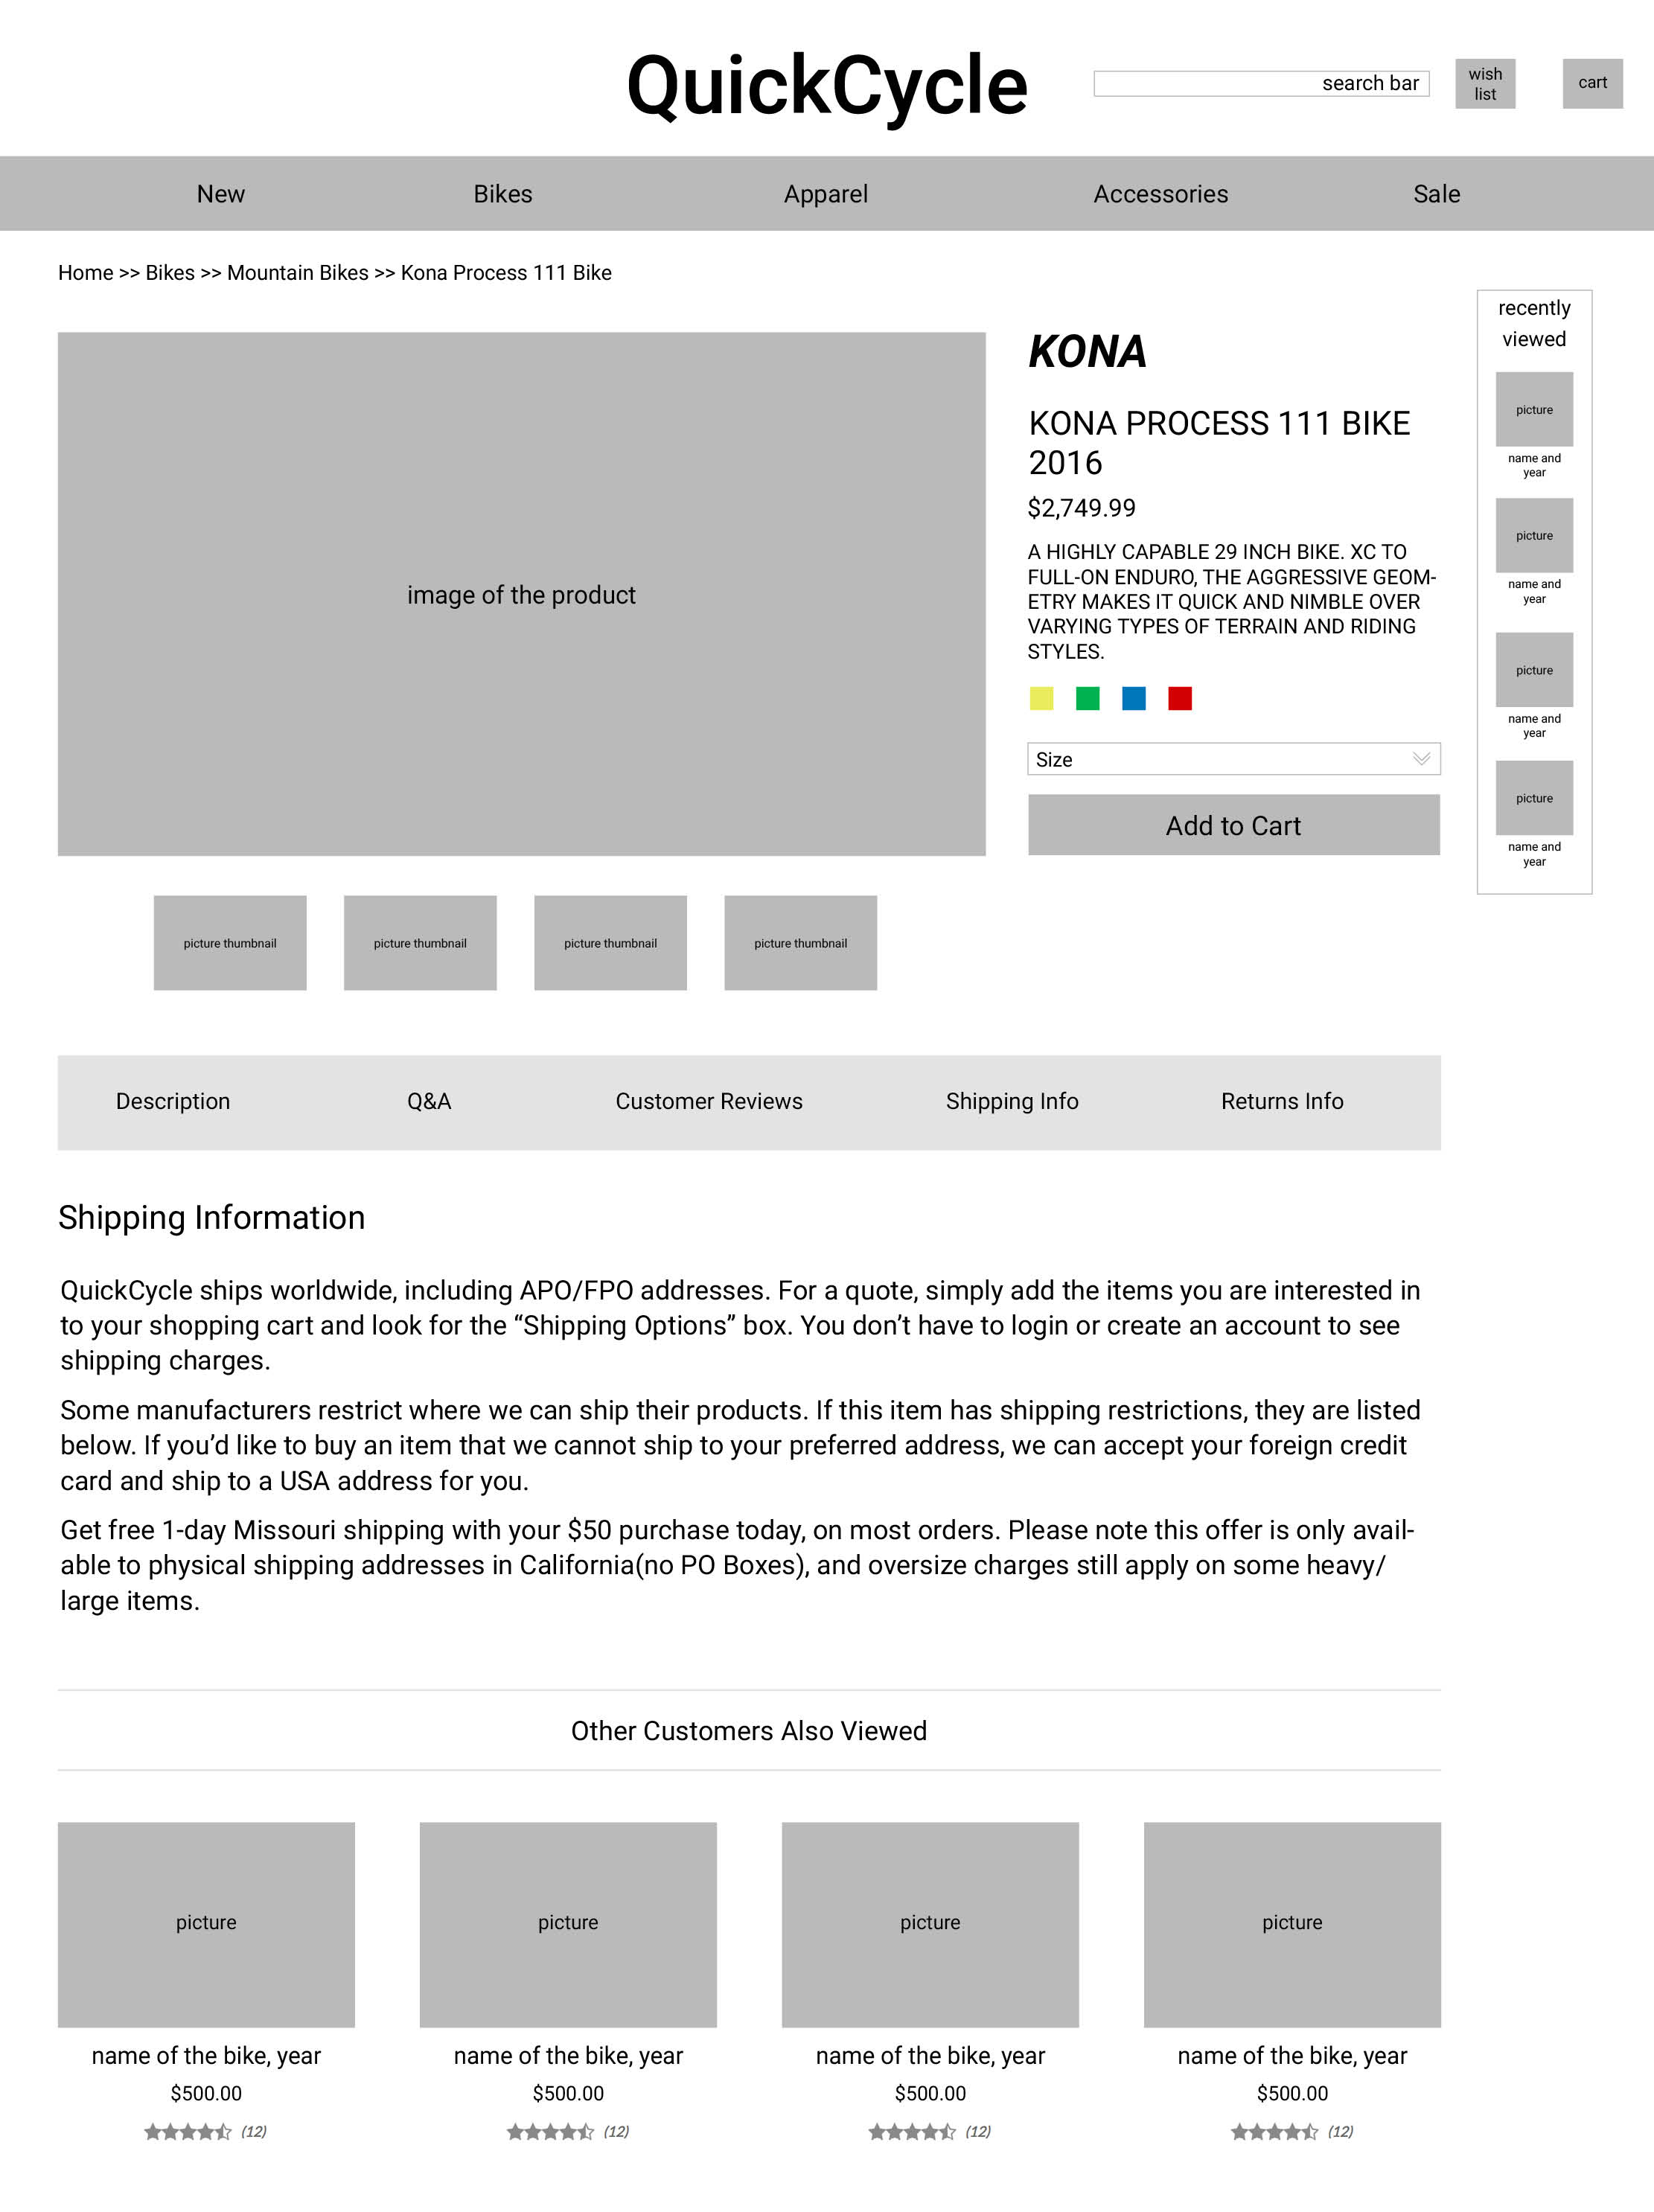 QuickCycle
search bar
wish
list
cart
New
Bikes
Apparel
Accessories
Sale
Home >> Bikes >> Mountain Bikes >> Kona Process 111 Bike
image of the product
KONA
KONA PROCESS 111 BIKE
2016
$2,749.99
A HIGHLY CAPABLE 29 INCH BIKE. XC TO
FULL-ON ENDURO, THE AGGRESSIVE GEOM-
ETRY MAKES IT QUICK AND NIMBLE OVER
VARYING TYPES OF TERRAIN AND RIDING
STYLES.
Size
Add to Cart
recently
viewed
picture
name and
year
picture
name and
year
picture
name and
year
picture
name and
year
picture thumbnail
picture thumbnail
picture thumbnail
picture thumbnail
Description
Q&A
Customer Reviews
Shipping Info
Returns Info
Shipping Information
QuickCycle ships worldwide, including APO/FPO addresses. For a quote, simply add the items you are interested in
to your shopping cart and look for the “Shipping Options” box. You don’t have to login or create an account to see
shipping charges.
Some manufacturers restrict where we can ship their products. If this item has shipping restrictions, they are listed
below. If you’d like to buy an item that we cannot ship to your preferred address, we can accept your foreign credit
card and ship to a USA address for you.
Get free 1-day Missouri shipping with your $50 purchase today, on most orders. Please note this offer is only avail-
able to physical shipping addresses in California(no PO Boxes), and oversize charges still apply on some heavy/
large items.
Other Customers Also Viewed
picture
name of the bike, year
$500.00
(12)
picture
name of the bike, year
$500.00
(12)
picture
name of the bike, year
$500.00
(12)
picture
name of the bike, year
$500.00
(12)